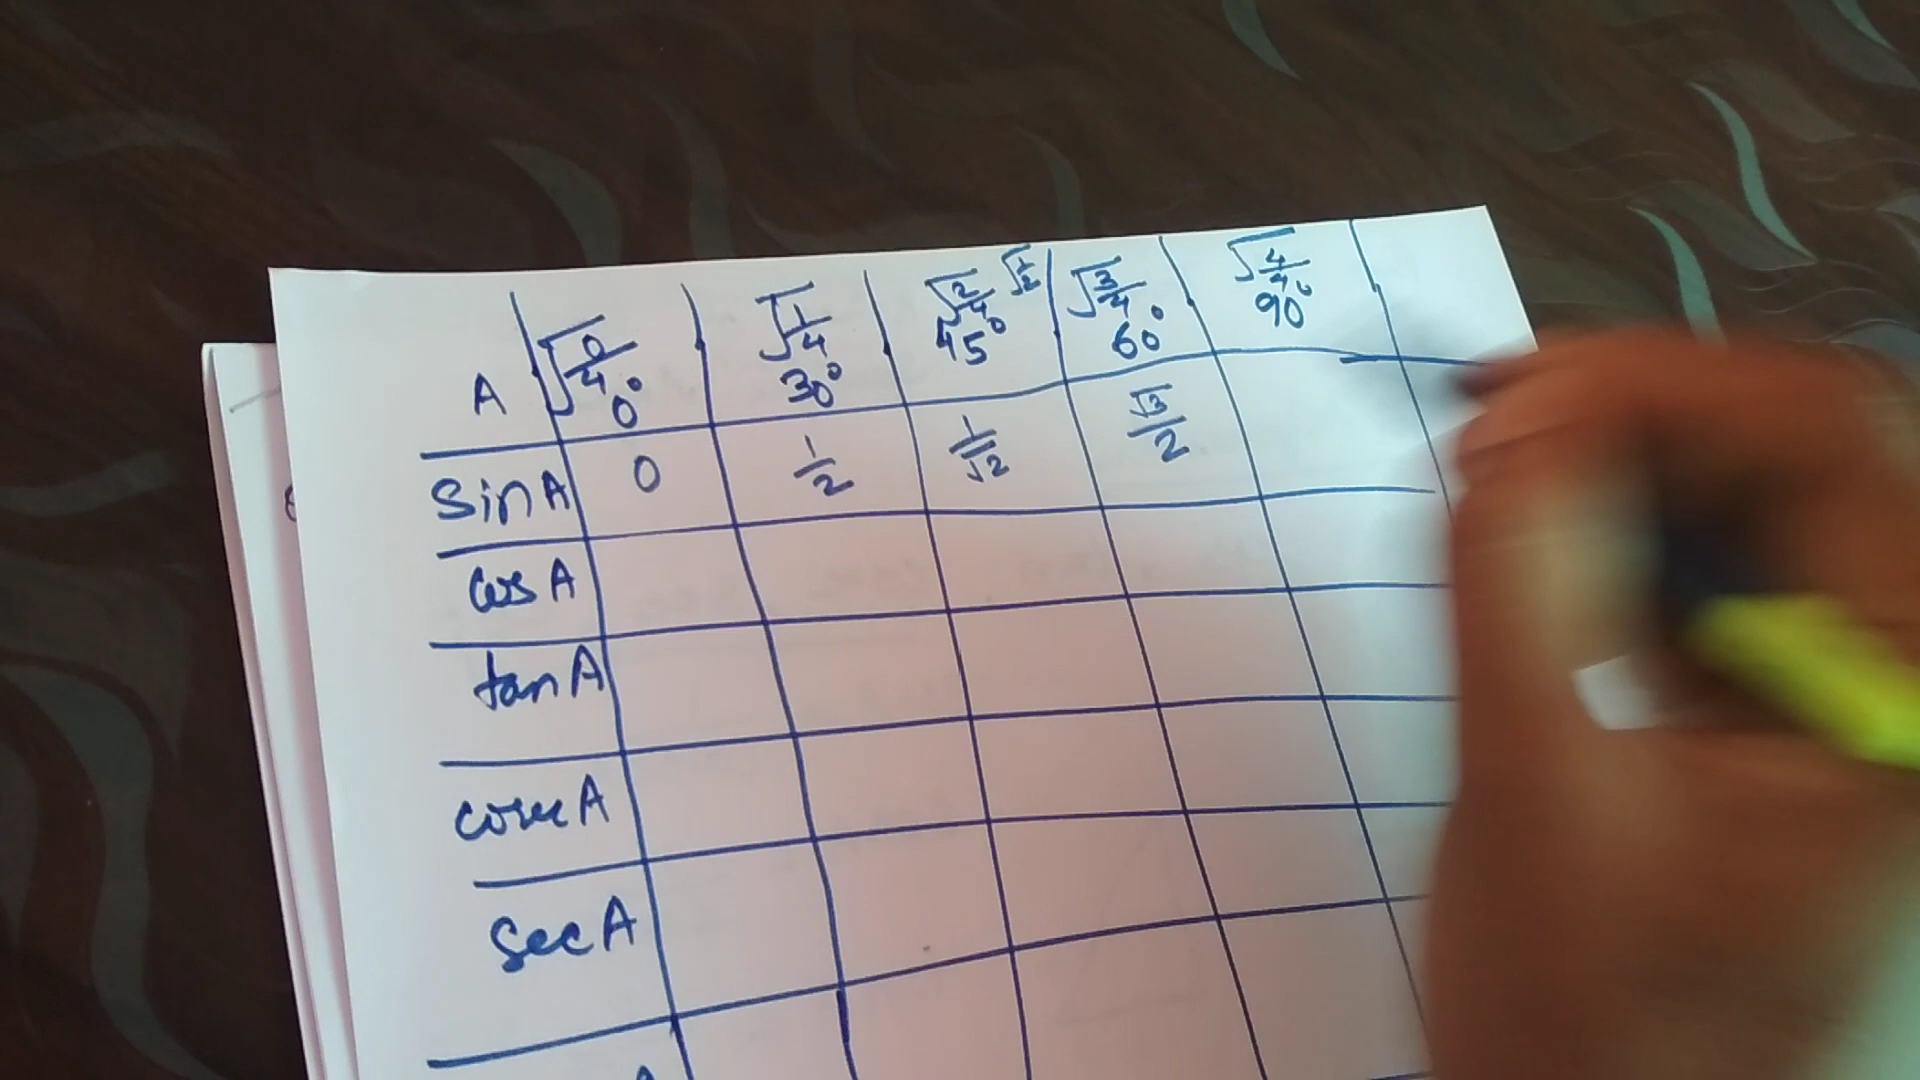 √0/4 √1/4 √2/4 √1/2 √3/4 √4/4
A 0° 30° 45° 60° 90°
sin A 0 1/2 1/√2 √3/2
cos A
tan A
cosec A
sec A